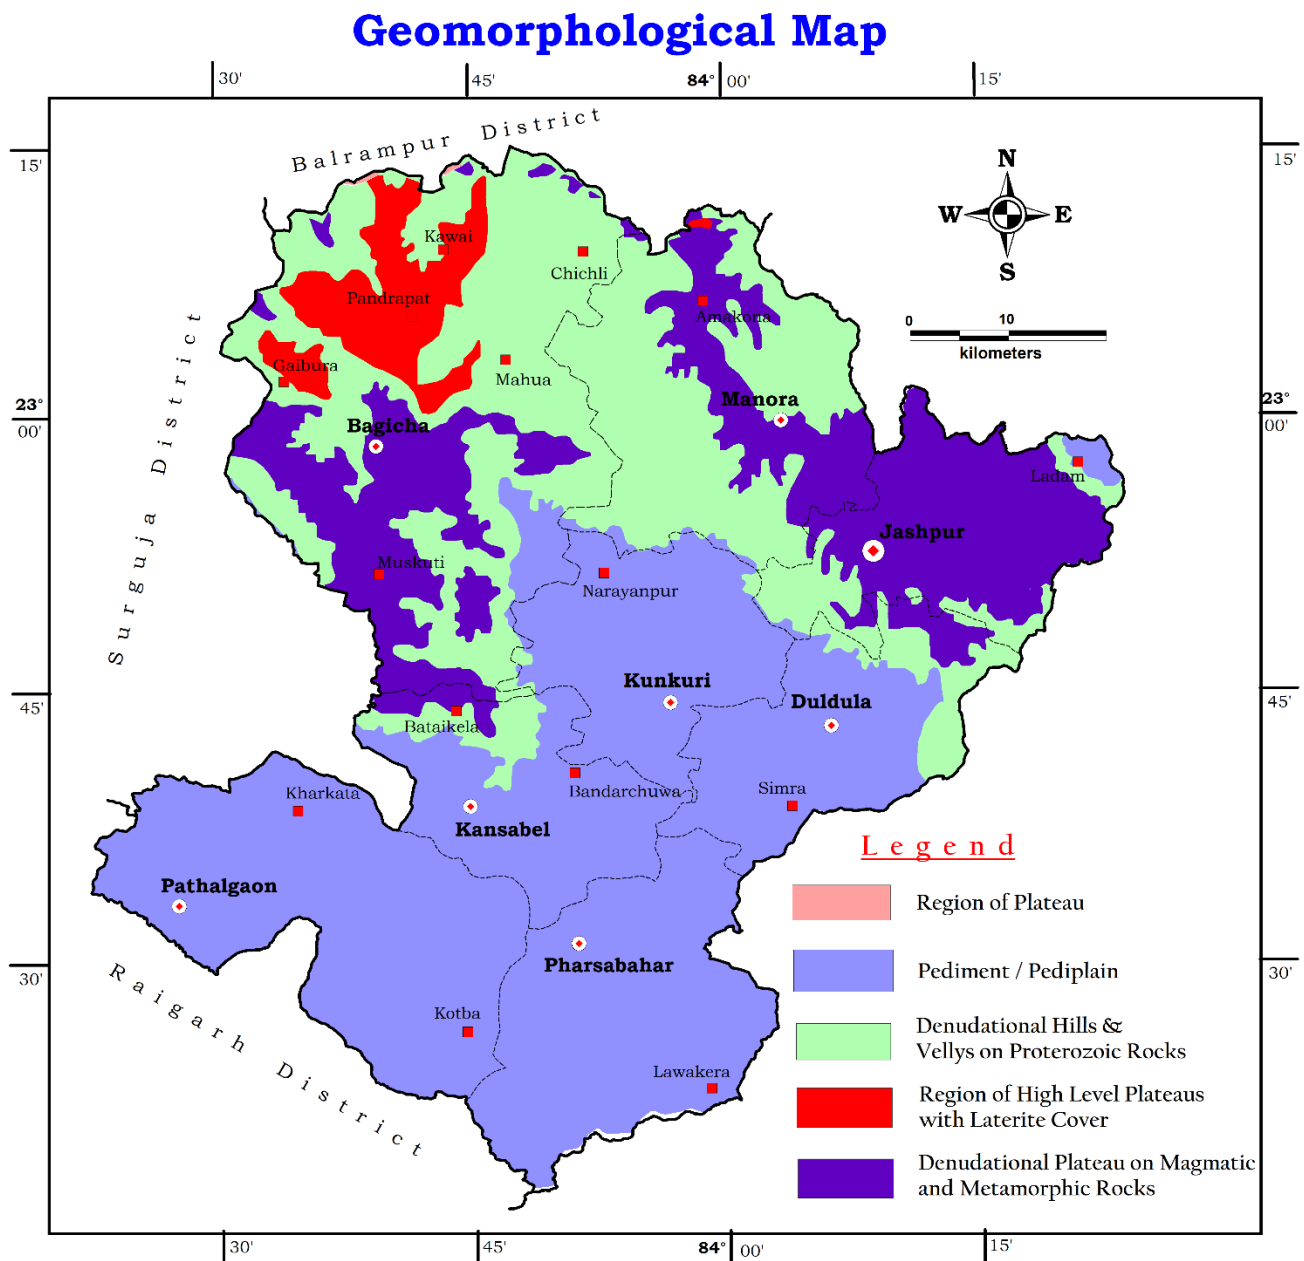 Geomorphological Map
30'
45'
84° 00'
15'
Balrampur District
15'
15'
N
W E
S
Kawai
Chichli
Pandrapat
Amakona
0 10
kilometers
Gaibura
Mahua
Manora
23°
00'
23°
00'
Bagicha
Surguja District
Ladam
Jashpur
Muskuti
Narayanpur
Kunkuri
Duldula
45'
45'
Bataikela
Kharkata
Bandarchuwa
Simra
Kansabel
Legend
Pathalgaon
Region of Plateau
Pharsabahar
30'
30'
Pediment / Pediplain
Raigarh District
Kotba
Denudational Hills &
Vellys on Proterozoic Rocks
Lawakera
Region of High Level Plateaus
with Laterite Cover
Denudational Plateau on Magmatic
and Metamorphic Rocks
30'
45'
84° 00'
15'